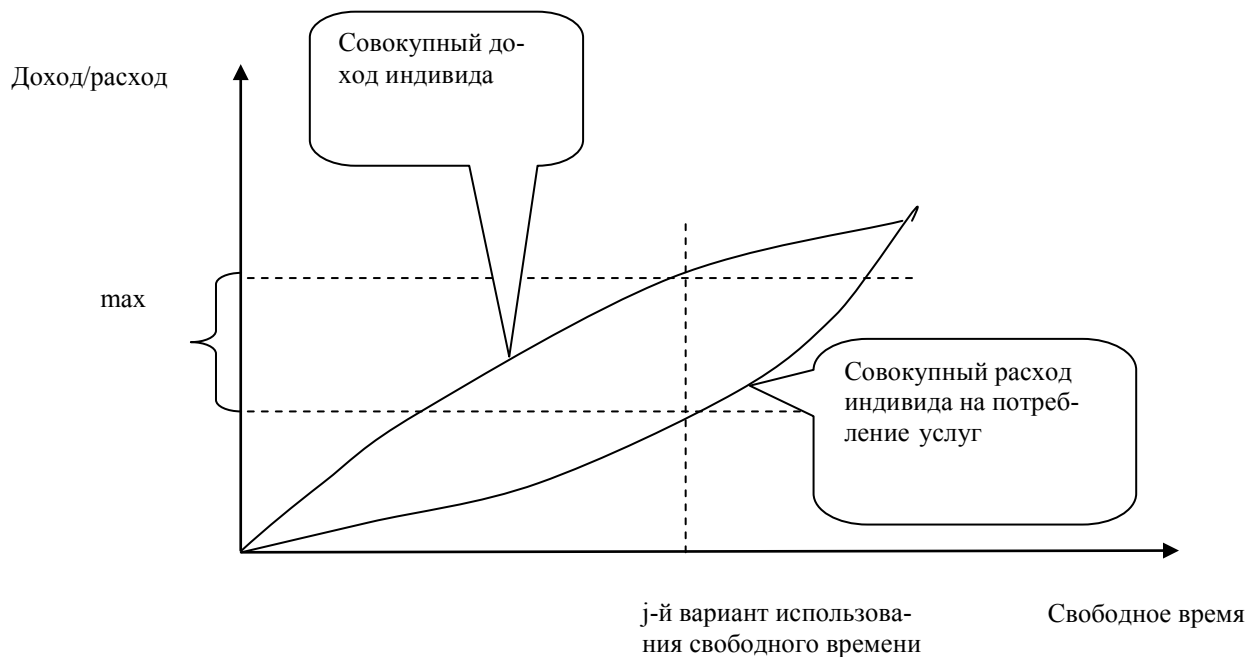 Совокупный до-
ход индивида
Доход/расход
max
Совокупный расход
индивида на потреб-
ление услуг
j-й вариант использова-
ния свободного времени
Свободное время